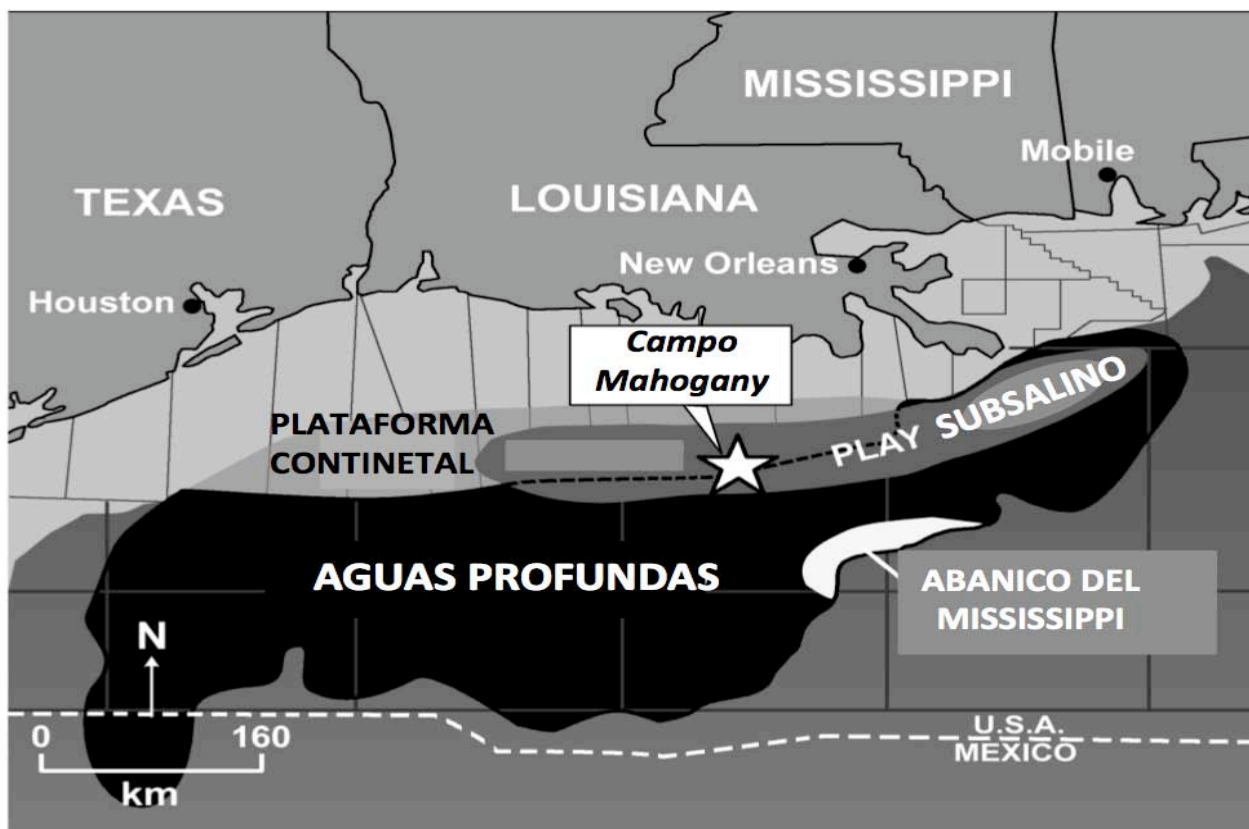 MISSISSIPPI
Mobile
TEXAS
LOUISIANA
New Orleans
Houston
Campo
Mahogany
PLATAFORMA
CONTINETAL
PLAY SUBSALINO
AGUAS PROFUNDAS
ABANICO DEL
MISSISSIPPI
N
0 160
km
U.S.A.
MEXICO